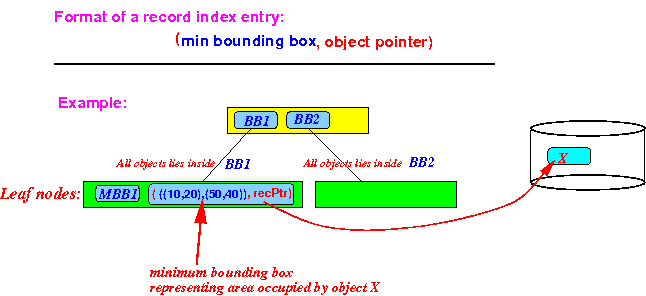 Format of a record index entry:
(min bounding box, object pointer)
Example:
BB1 BB2
All objects lies inside BB1 All objects lies inside BB2
X
Leaf nodes: MBB1 ( ((10,20),(50,40)), recPtr)
minimum bounding box
representing area occupied by object X